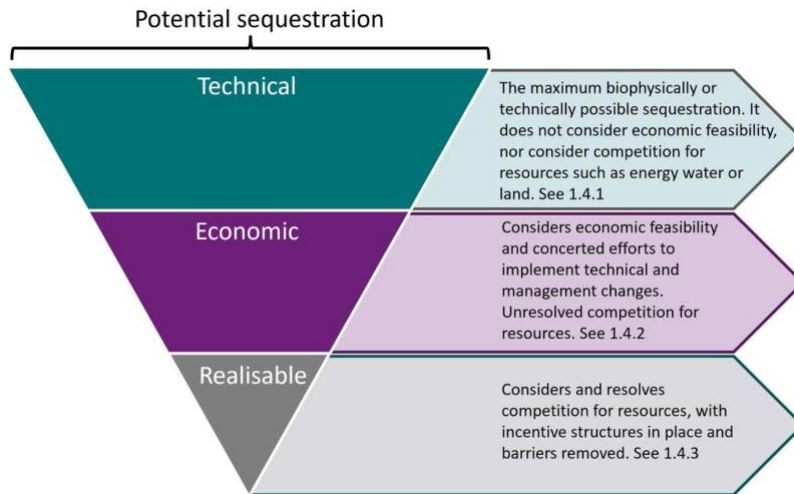 Potential sequestration
Technical
The maximum biophysically or
technically possible sequestration. It
does not consider economic feasibility,
nor consider competition for
resources such as energy water or
land. See 1.4.1
Economic
Considers economic feasibility
and concerted efforts to
implement technical and
management changes.
Unresolved competition for
resources. See 1.4.2
Realisable
Considers and resolves
competition for resources, with
incentive structures in place and
barriers removed. See 1.4.3